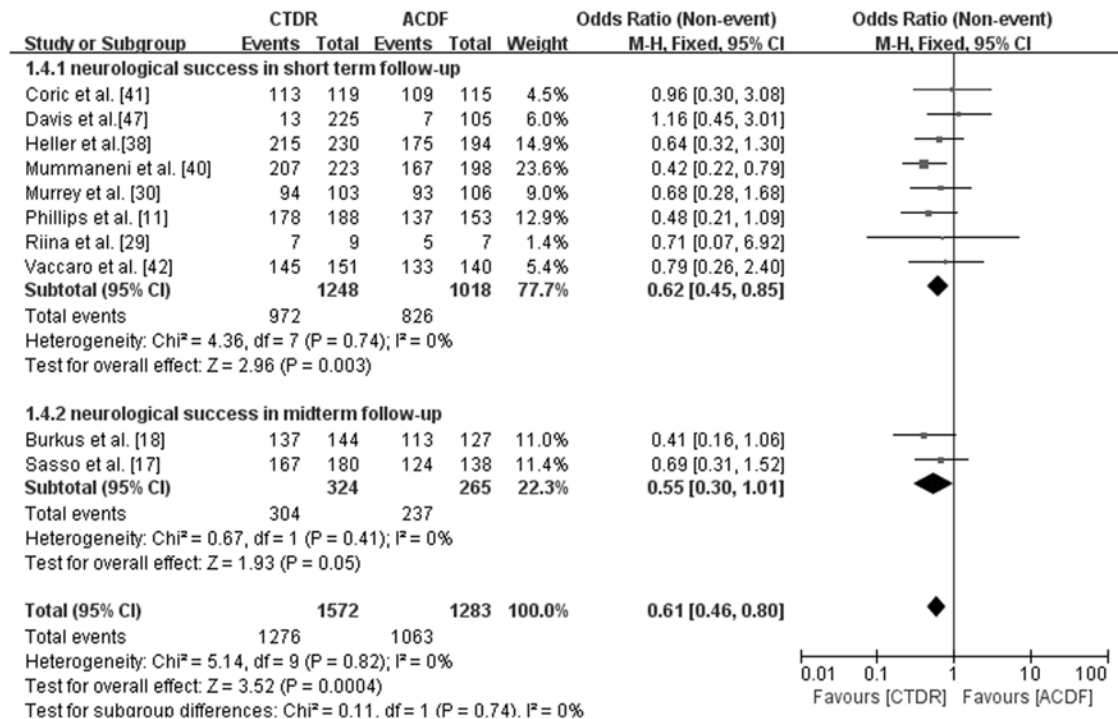 CTDR ACDF Odds Ratio (Non-event) Odds Ratio (Non-event)
Study or Subgroup Events Total Events Total Weight M-H, Fixed, 95% CI M-H, Fixed, 95% CI
1.4.1 neurological success in short term follow-up
Coric et al. [41] 113 119 109 115 4.5% 0.96 [0.30, 3.08]
Davis et al.[47] 13 225 7 105 6.0% 1.16 [0.45, 3.01]
Heller et al.[38] 215 230 175 194 14.9% 0.64 [0.32, 1.30]
Mummaneni et al. [40] 207 223 167 198 23.6% 0.42 [0.22, 0.79]
Murrey et al. [30] 94 103 93 106 9.0% 0.68 [0.28, 1.68]
Phillips et al. [11] 178 188 137 153 12.9% 0.48 [0.21, 1.09]
Riina et al. [29] 7 9 5 7 1.4% 0.71 [0.07, 6.92]
Vaccaro et al. [42] 145 151 133 140 5.4% 0.79 [0.26, 2.40]
Subtotal (95% CI) 1248 1018 77.7% 0.62 [0.45, 0.85]
Total events 972 826
Heterogeneity: Chi² = 4.36, df = 7 (P = 0.74); I² = 0%
Test for overall effect: Z = 2.96 (P = 0.003)
1.4.2 neurological success in midterm follow-up
Burkus et al. [18] 137 144 113 127 11.0% 0.41 [0.16, 1.06]
Sasso et al. [17] 167 180 124 138 11.4% 0.69 [0.31, 1.52]
Subtotal (95% CI) 324 265 22.3% 0.55 [0.30, 1.01]
Total events 304 237
Heterogeneity: Chi² = 0.67, df = 1 (P = 0.41); I² = 0%
Test for overall effect: Z = 1.93 (P = 0.05)
Total (95% CI) 1572 1283 100.0% 0.61 [0.46, 0.80]
Total events 1276 1063
Heterogeneity: Chi² = 5.14, df = 9 (P = 0.82); I² = 0%
Test for overall effect: Z = 3.52 (P = 0.0004)
Test for subgroup differences: Chi² = 0.11, df = 1 (P = 0.74), I² = 0%
0.01 0.1 1 10 100
Favours [CTDR] Favours [ACDF]